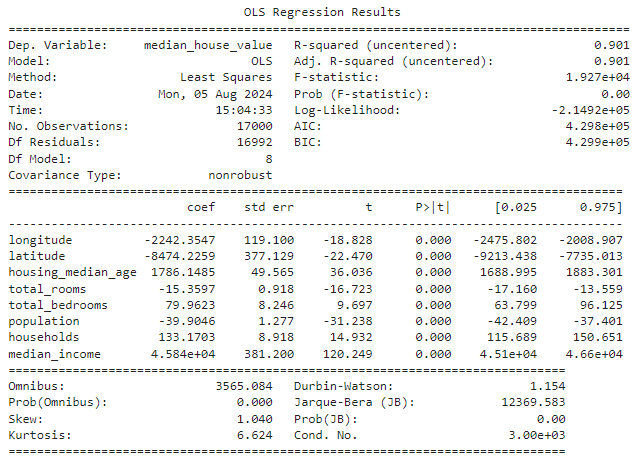 OLS Regression Results
==============================================================================
Dep. Variable: median_house_value R-squared (uncentered): 0.901
Model: OLS Adj. R-squared (uncentered): 0.901
Method: Least Squares F-statistic: 1.927e+04
Date: Mon, 05 Aug 2024 Prob (F-statistic): 0.00
Time: 15:04:33 Log-Likelihood: -2.1492e+05
No. Observations: 17000 AIC: 4.298e+05
Df Residuals: 16992 BIC: 4.299e+05
Df Model: 8
Covariance Type: nonrobust
==============================================================================
coef std err t P>|t| [0.025 0.975]
------------------------------------------------------------------------------
longitude -2242.3547 119.100 -18.828 0.000 -2475.802 -2008.907
latitude -8474.2259 377.129 -22.470 0.000 -9213.438 -7735.013
housing_median_age 1786.1485 49.565 36.036 0.000 1688.995 1883.301
total_rooms -15.3597 0.918 -16.723 0.000 -17.160 -13.559
total_bedrooms 79.9623 8.246 9.697 0.000 63.799 96.125
population -39.9046 1.277 -31.238 0.000 -42.409 -37.401
households 133.1703 8.918 14.932 0.000 115.689 150.651
median_income 4.584e+04 381.200 120.249 0.000 4.51e+04 4.66e+04
==============================================================================
Omnibus: 3565.084 Durbin-Watson: 1.154
Prob(Omnibus): 0.000 Jarque-Bera (JB): 12369.583
Skew: 1.040 Prob(JB): 0.00
Kurtosis: 6.624 Cond. No. 3.00e+03
==============================================================================